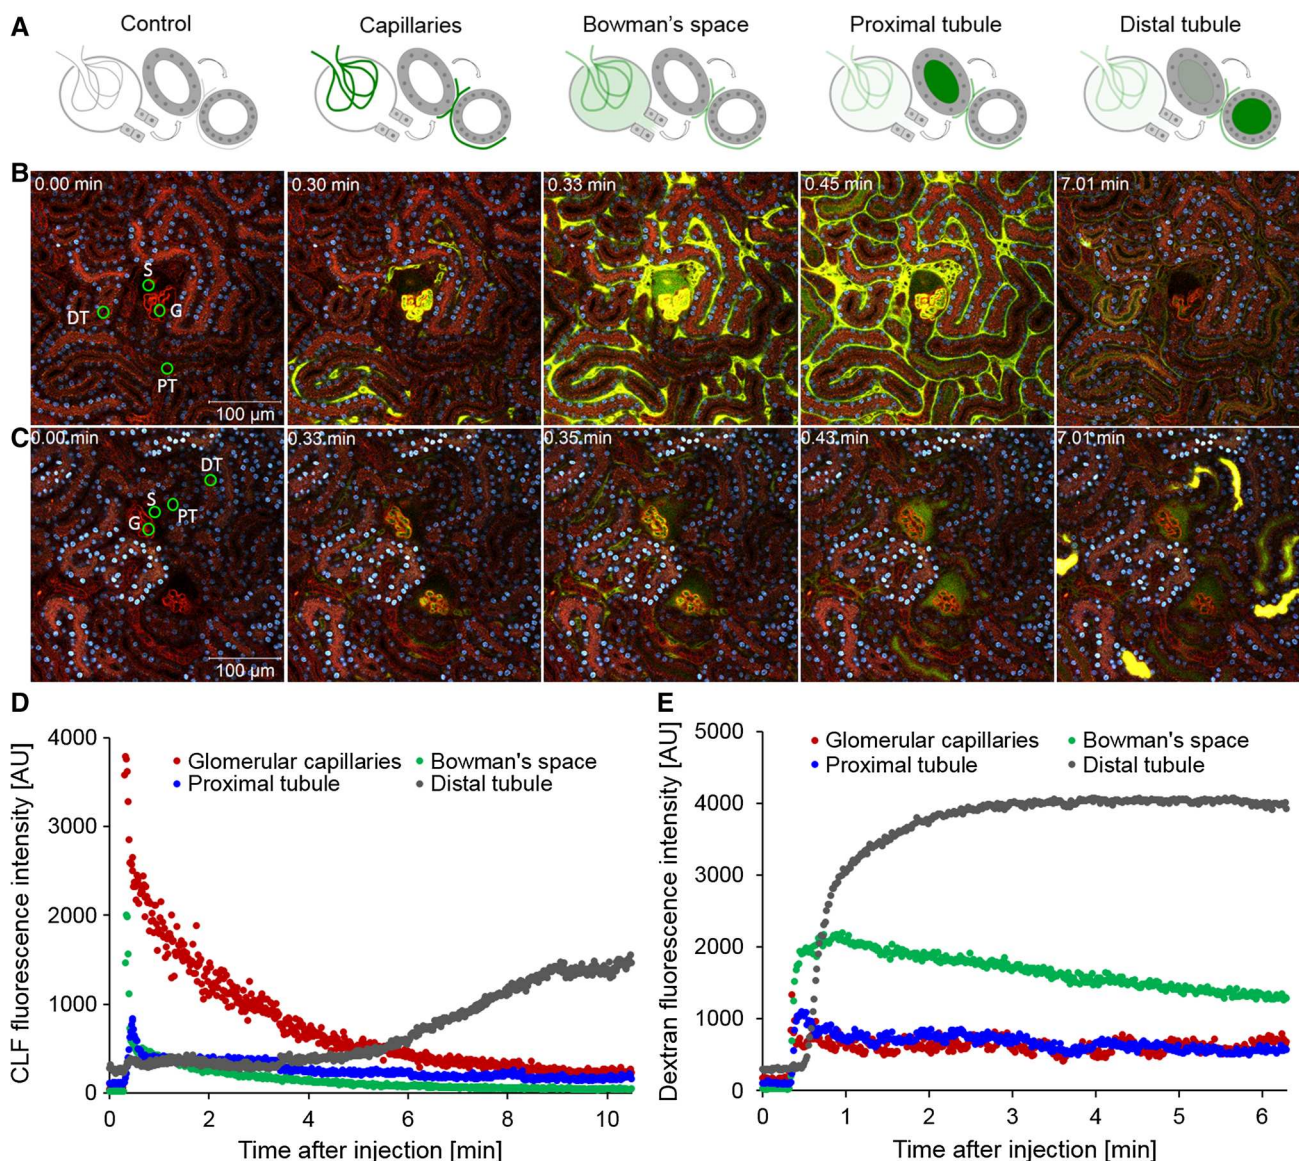 A
Control
Capillaries
Bowman's space
Proximal tubule
Distal tubule
B
0.00 min
S
G
DT
PT
100 µm
0.30 min
0.33 min
0.45 min
7.01 min
C
0.00 min
DT
S
PT
G
100 µm
0.33 min
0.35 min
0.43 min
7.01 min
D
CLF fluorescence intensity [AU]
4000
3000
2000
1000
0
Glomerular capillaries
Bowman's space
Proximal tubule
Distal tubule
0 2 4 6 8 10
Time after injection [min]
E
Dextran fluorescence intensity [AU]
5000
4000
3000
2000
1000
0
Glomerular capillaries
Bowman's space
Proximal tubule
Distal tubule
0 1 2 3 4 5 6
Time after injection [min]